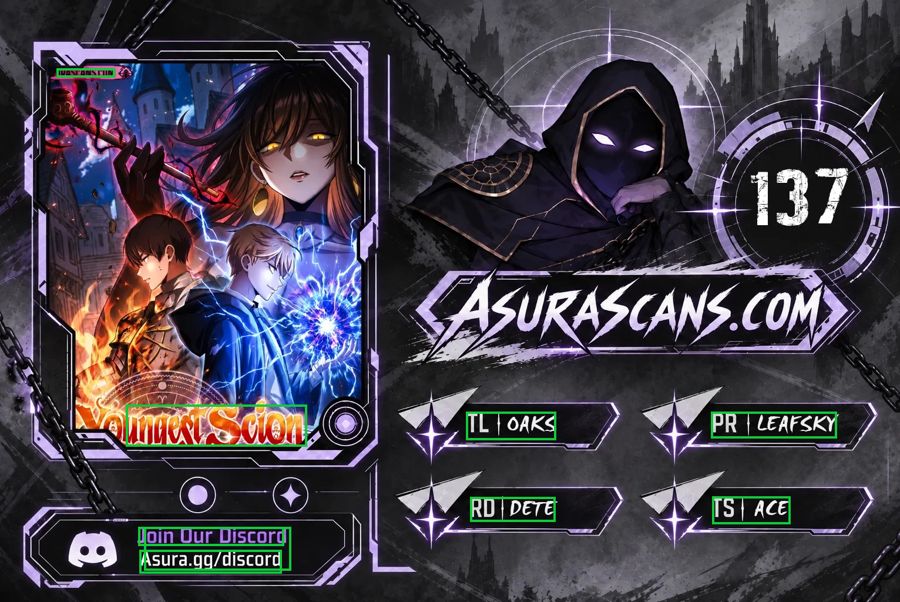 137
ASURASCANS.COM
Youngest Scion
TL | OAKS
PR | LEAFSKY
RD | DETE
TS | ACE
Join Our Discord
Asura.gg/discord